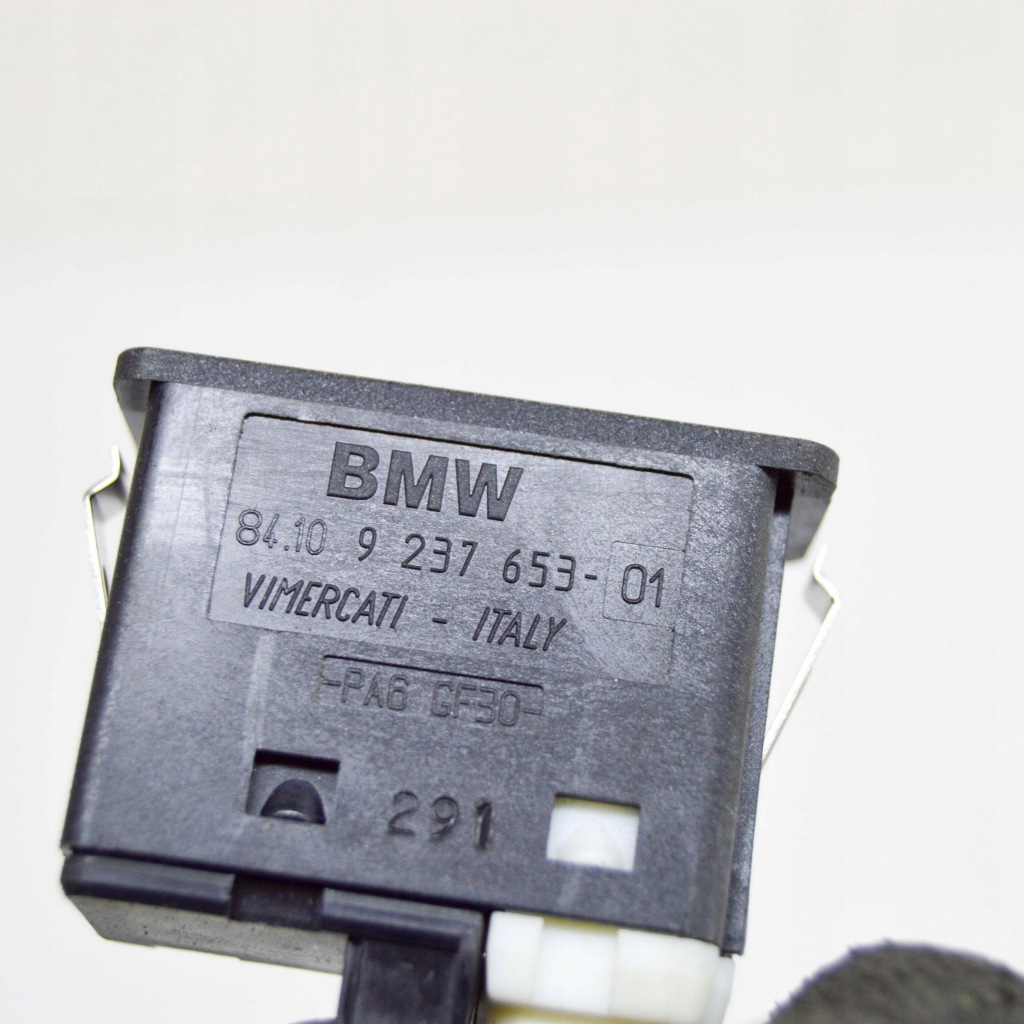 BMW
84.10 9 237 653- 01
VIMERCATI - ITALY
>PA6 GF30<
291